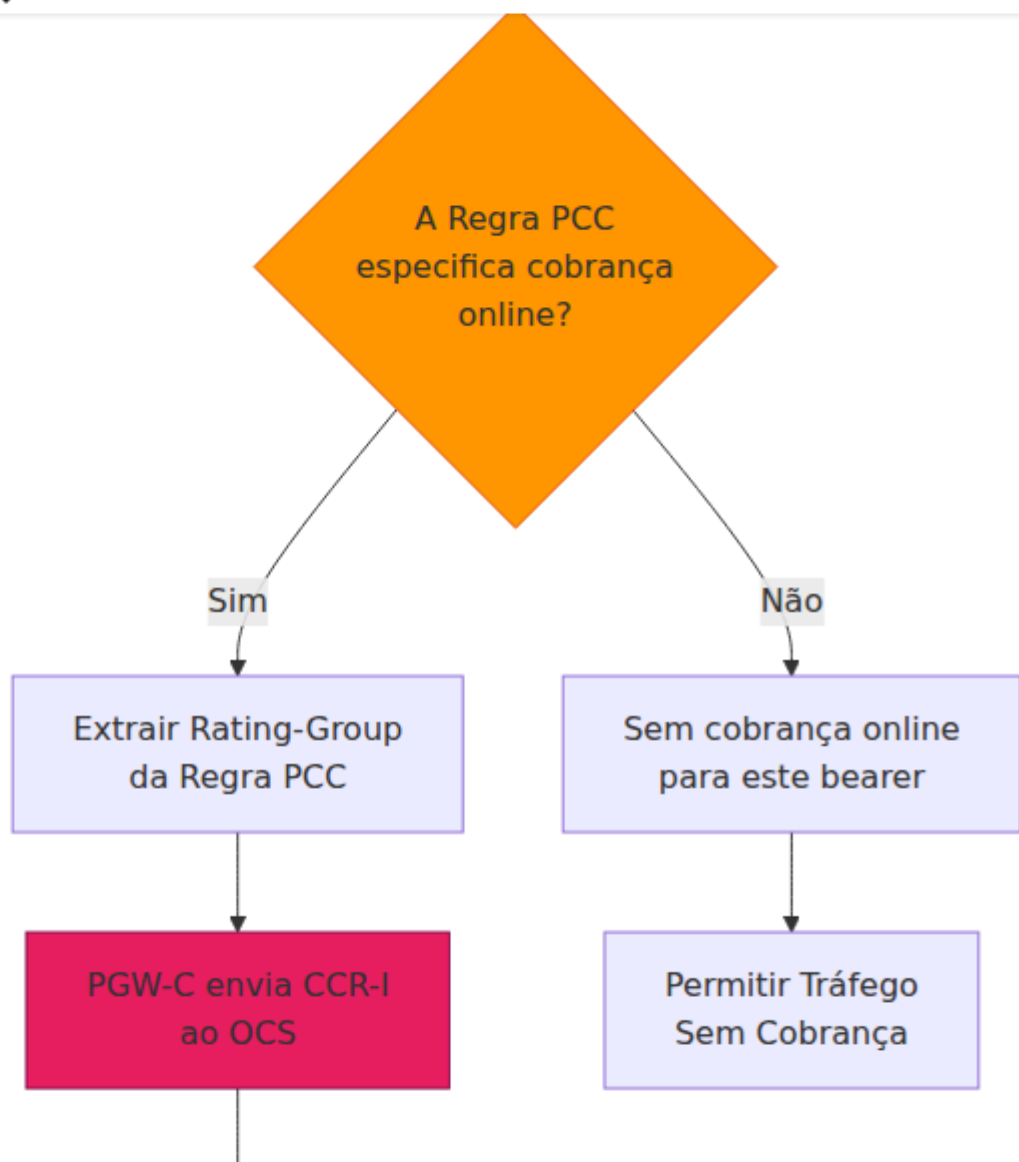 A Regra PCC
especifica cobrança
online?
Sim
Não
Extrair Rating-Group
da Regra PCC
Sem cobrança online
para este bearer
PGW-C envia CCR-I
ao OCS
Permitir Tráfego
Sem Cobrança